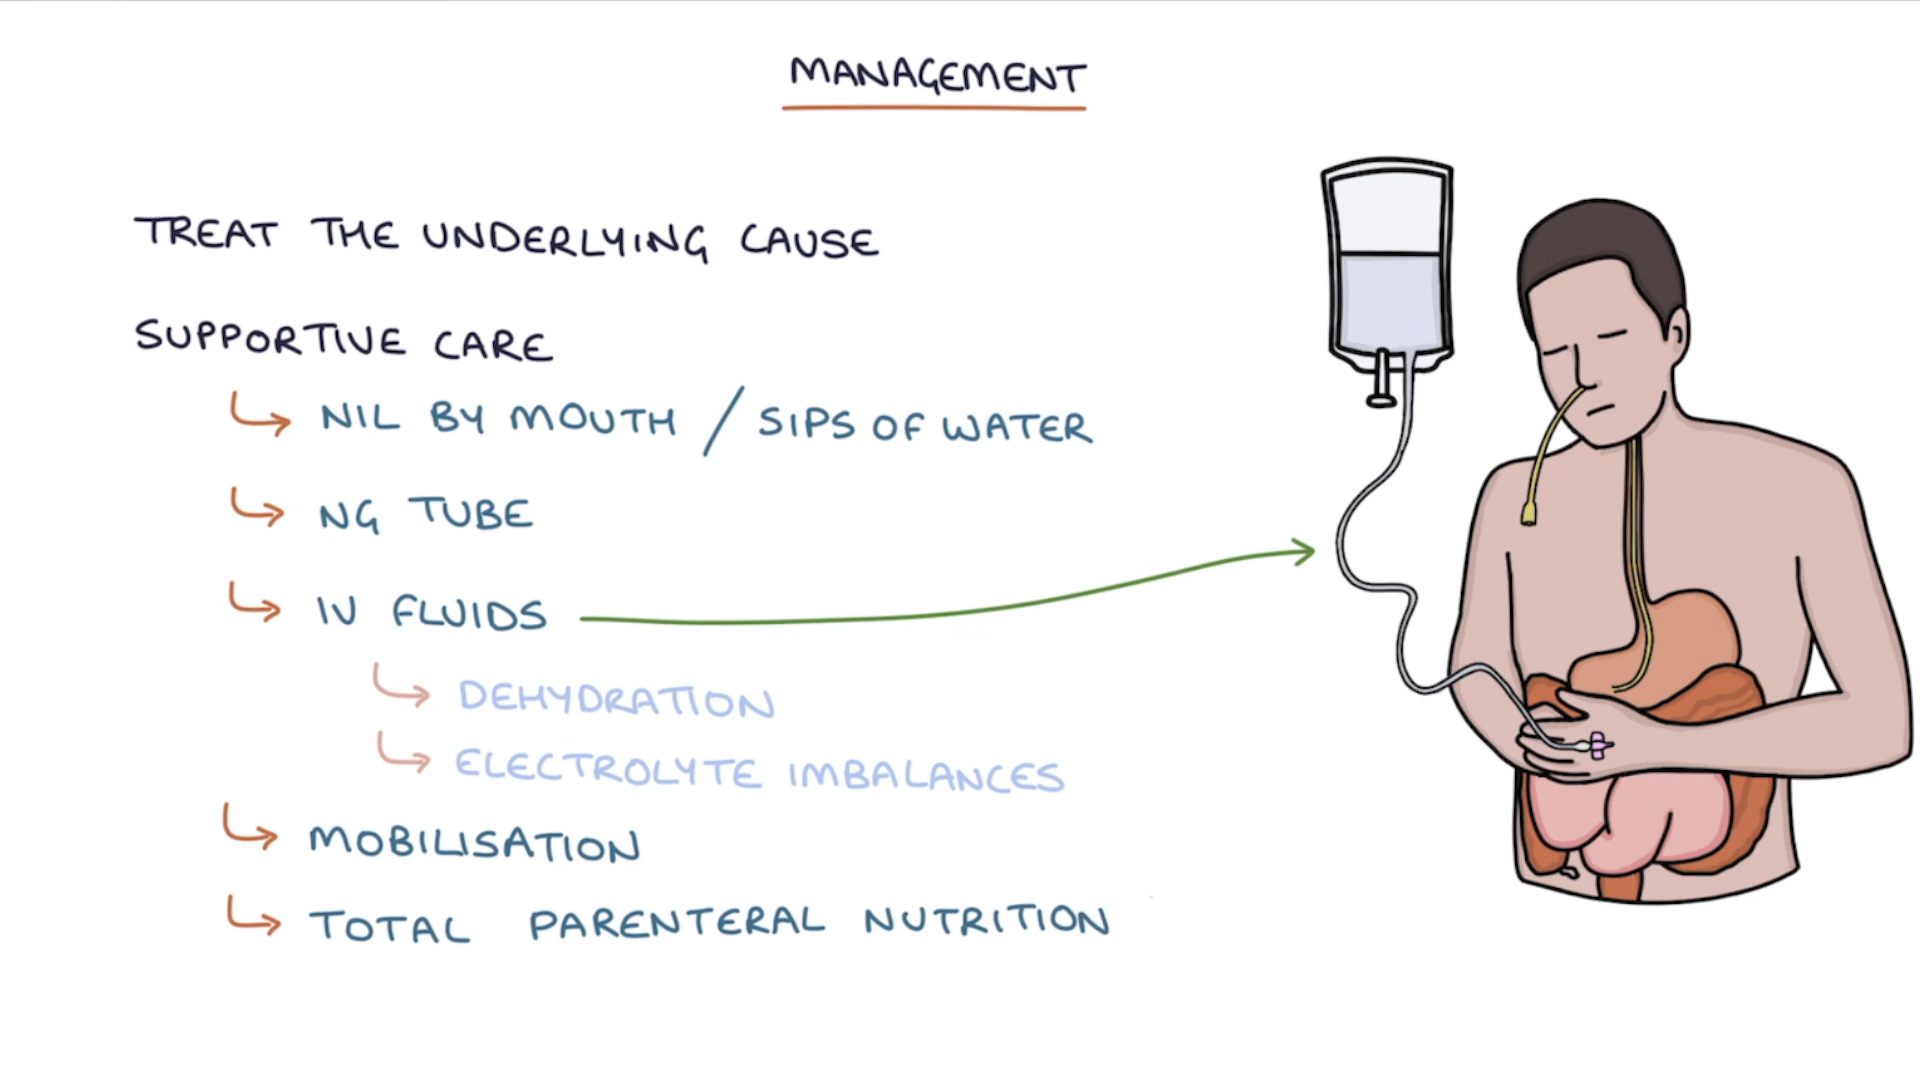 MANAGEMENT
TREAT THE UNDERLYING CAUSE
SUPPORTIVE CARE
NIL BY MOUTH / SIPS OF WATER
NG TUBE
IV FLUIDS
DEHYDRATION
ELECTROLYTE IMBALANCES
MOBILISATION
TOTAL PARENTERAL NUTRITION